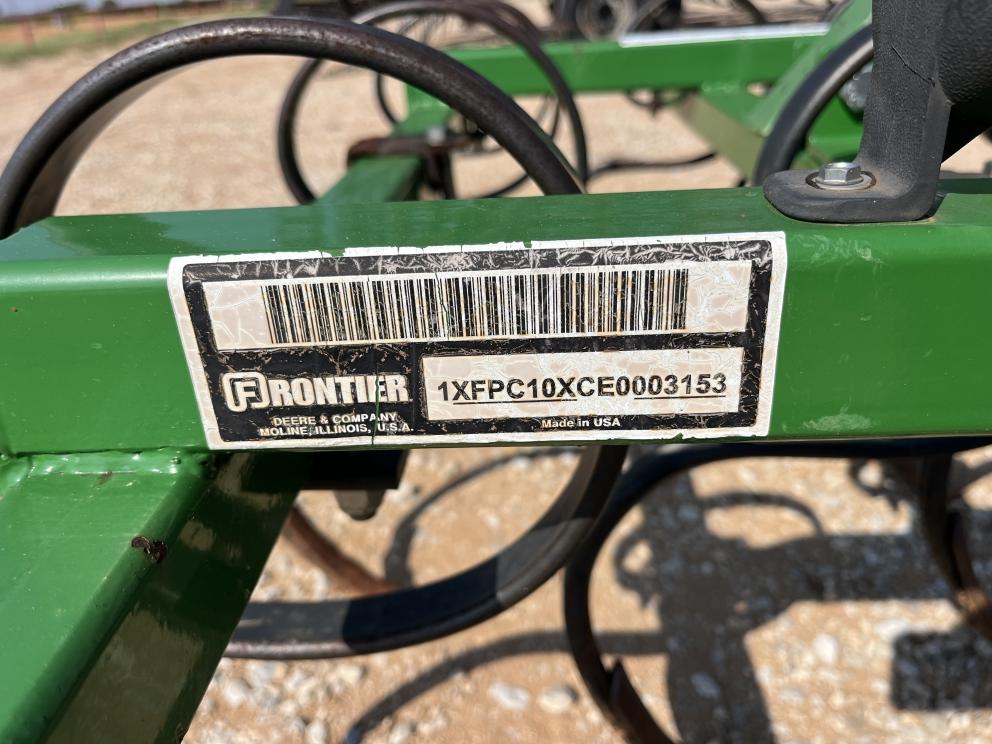 FRONTIER
DEERE & COMPANY
MOLINE, ILLINOIS, U.S.A.
1XFPC10XCE0003153
Made in USA